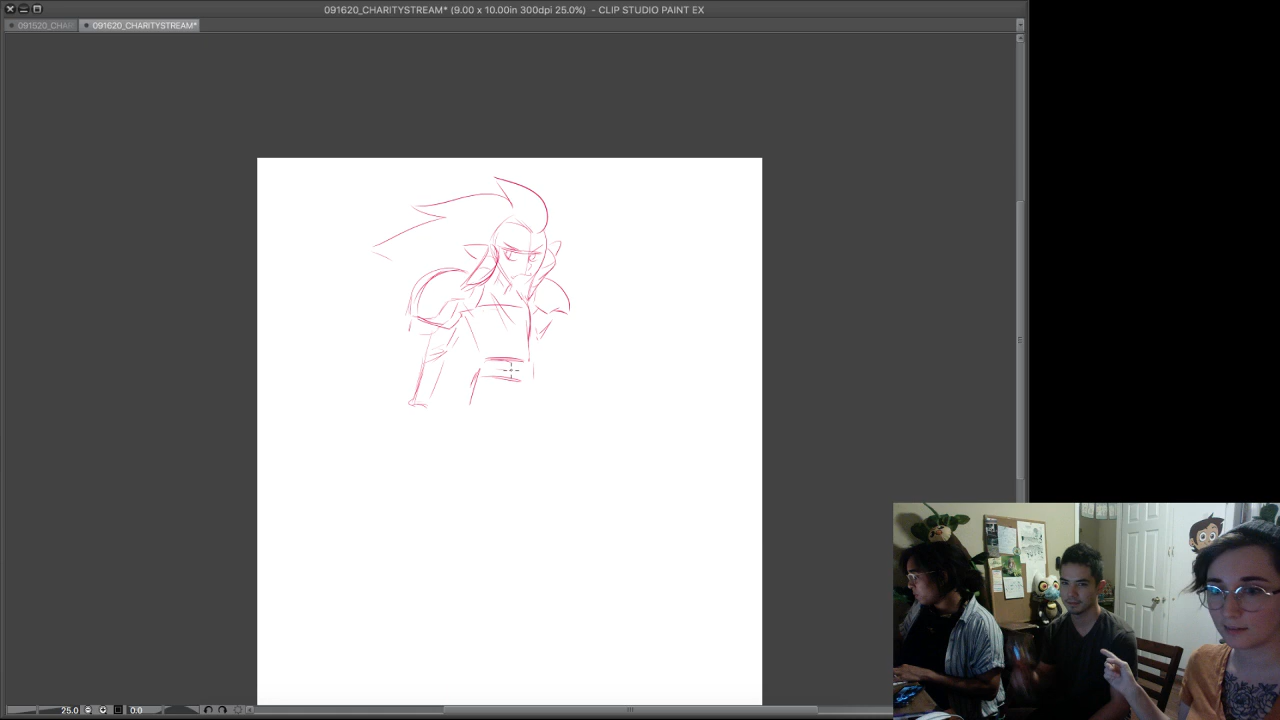 091620_CHARITYSTREAM* (9.00 x 10.00in 300dpi 25.0%) - CLIP STUDIO PAINT EX
091620_CHARITYSTREAM*
25.0
0.0